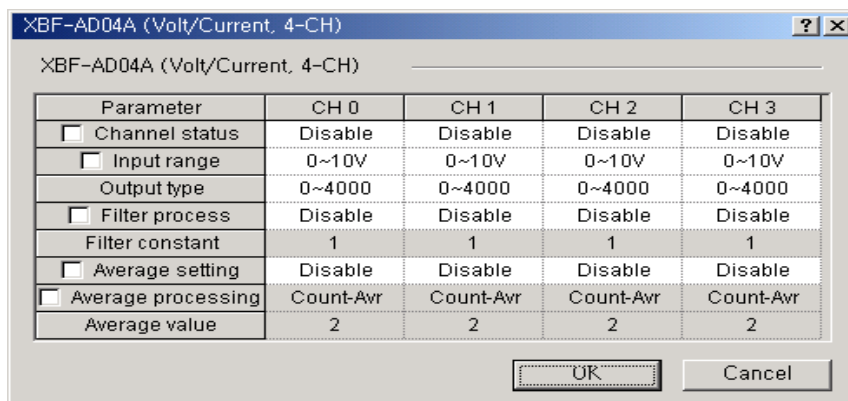 XBF-AD04A (Volt/Current, 4-CH)
XBF-AD04A (Volt/Current, 4-CH)
Parameter CH 0 CH 1 CH 2 CH 3
Channel status Disable Disable Disable Disable
Input range 0~10V 0~10V 0~10V 0~10V
Output type 0~4000 0~4000 0~4000 0~4000
Filter process Disable Disable Disable Disable
Filter constant 1 1 1 1
Average setting Disable Disable Disable Disable
Average processing Count-Avr Count-Avr Count-Avr Count-Avr
Average value 2 2 2 2
OK Cancel